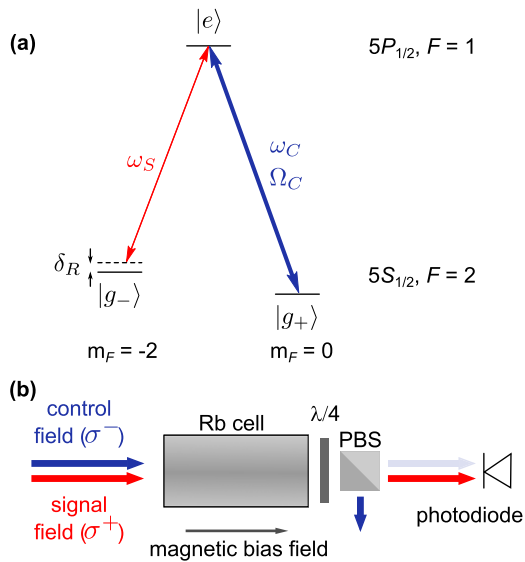 (a)
|e⟩
5P1/2, F = 1
ωS
ωC
ΩC
δR
|g−⟩
|g+⟩
5S1/2, F = 2
mF = -2
mF = 0
(b)
control
field (σ−)
signal
field (σ+)
Rb cell
λ/4
PBS
magnetic bias field
photodiode